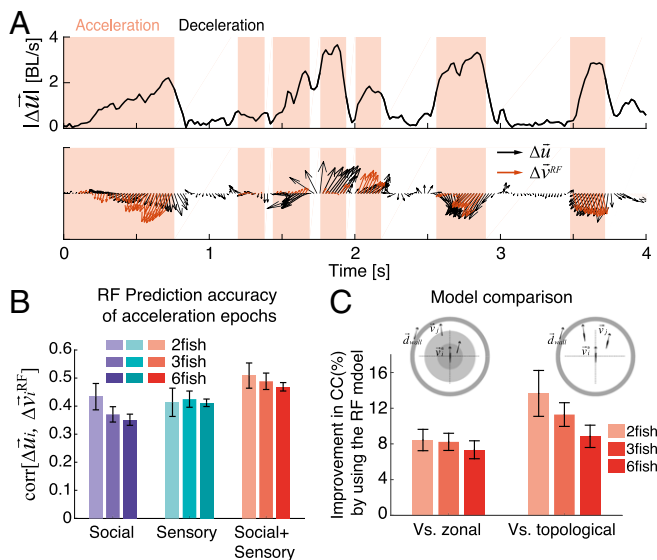 A
Acceleration Deceleration
|Δu⃗| [BL/s]
4
2
0
Δu⃗
Δv⃗ᴿᶠ
0 1 2 3 4
Time [s]
B
RF Prediction accuracy
of acceleration epochs
corr[Δu⃗ᵢ, Δv⃗ᵢᴿᶠ]
0.6
0.5
0.4
0.3
0.2
0.1
0
2fish
3fish
6fish
Social Sensory Social+
Sensory
C
Model comparison
d⃗wall v⃗ⱼ v⃗ᵢ
d⃗wall v⃗ⱼ v⃗ᵢ
Improvement in CC(%)
by using the RF mdoel
16
12
8
4
0
2fish
3fish
6fish
Vs. zonal Vs. topological